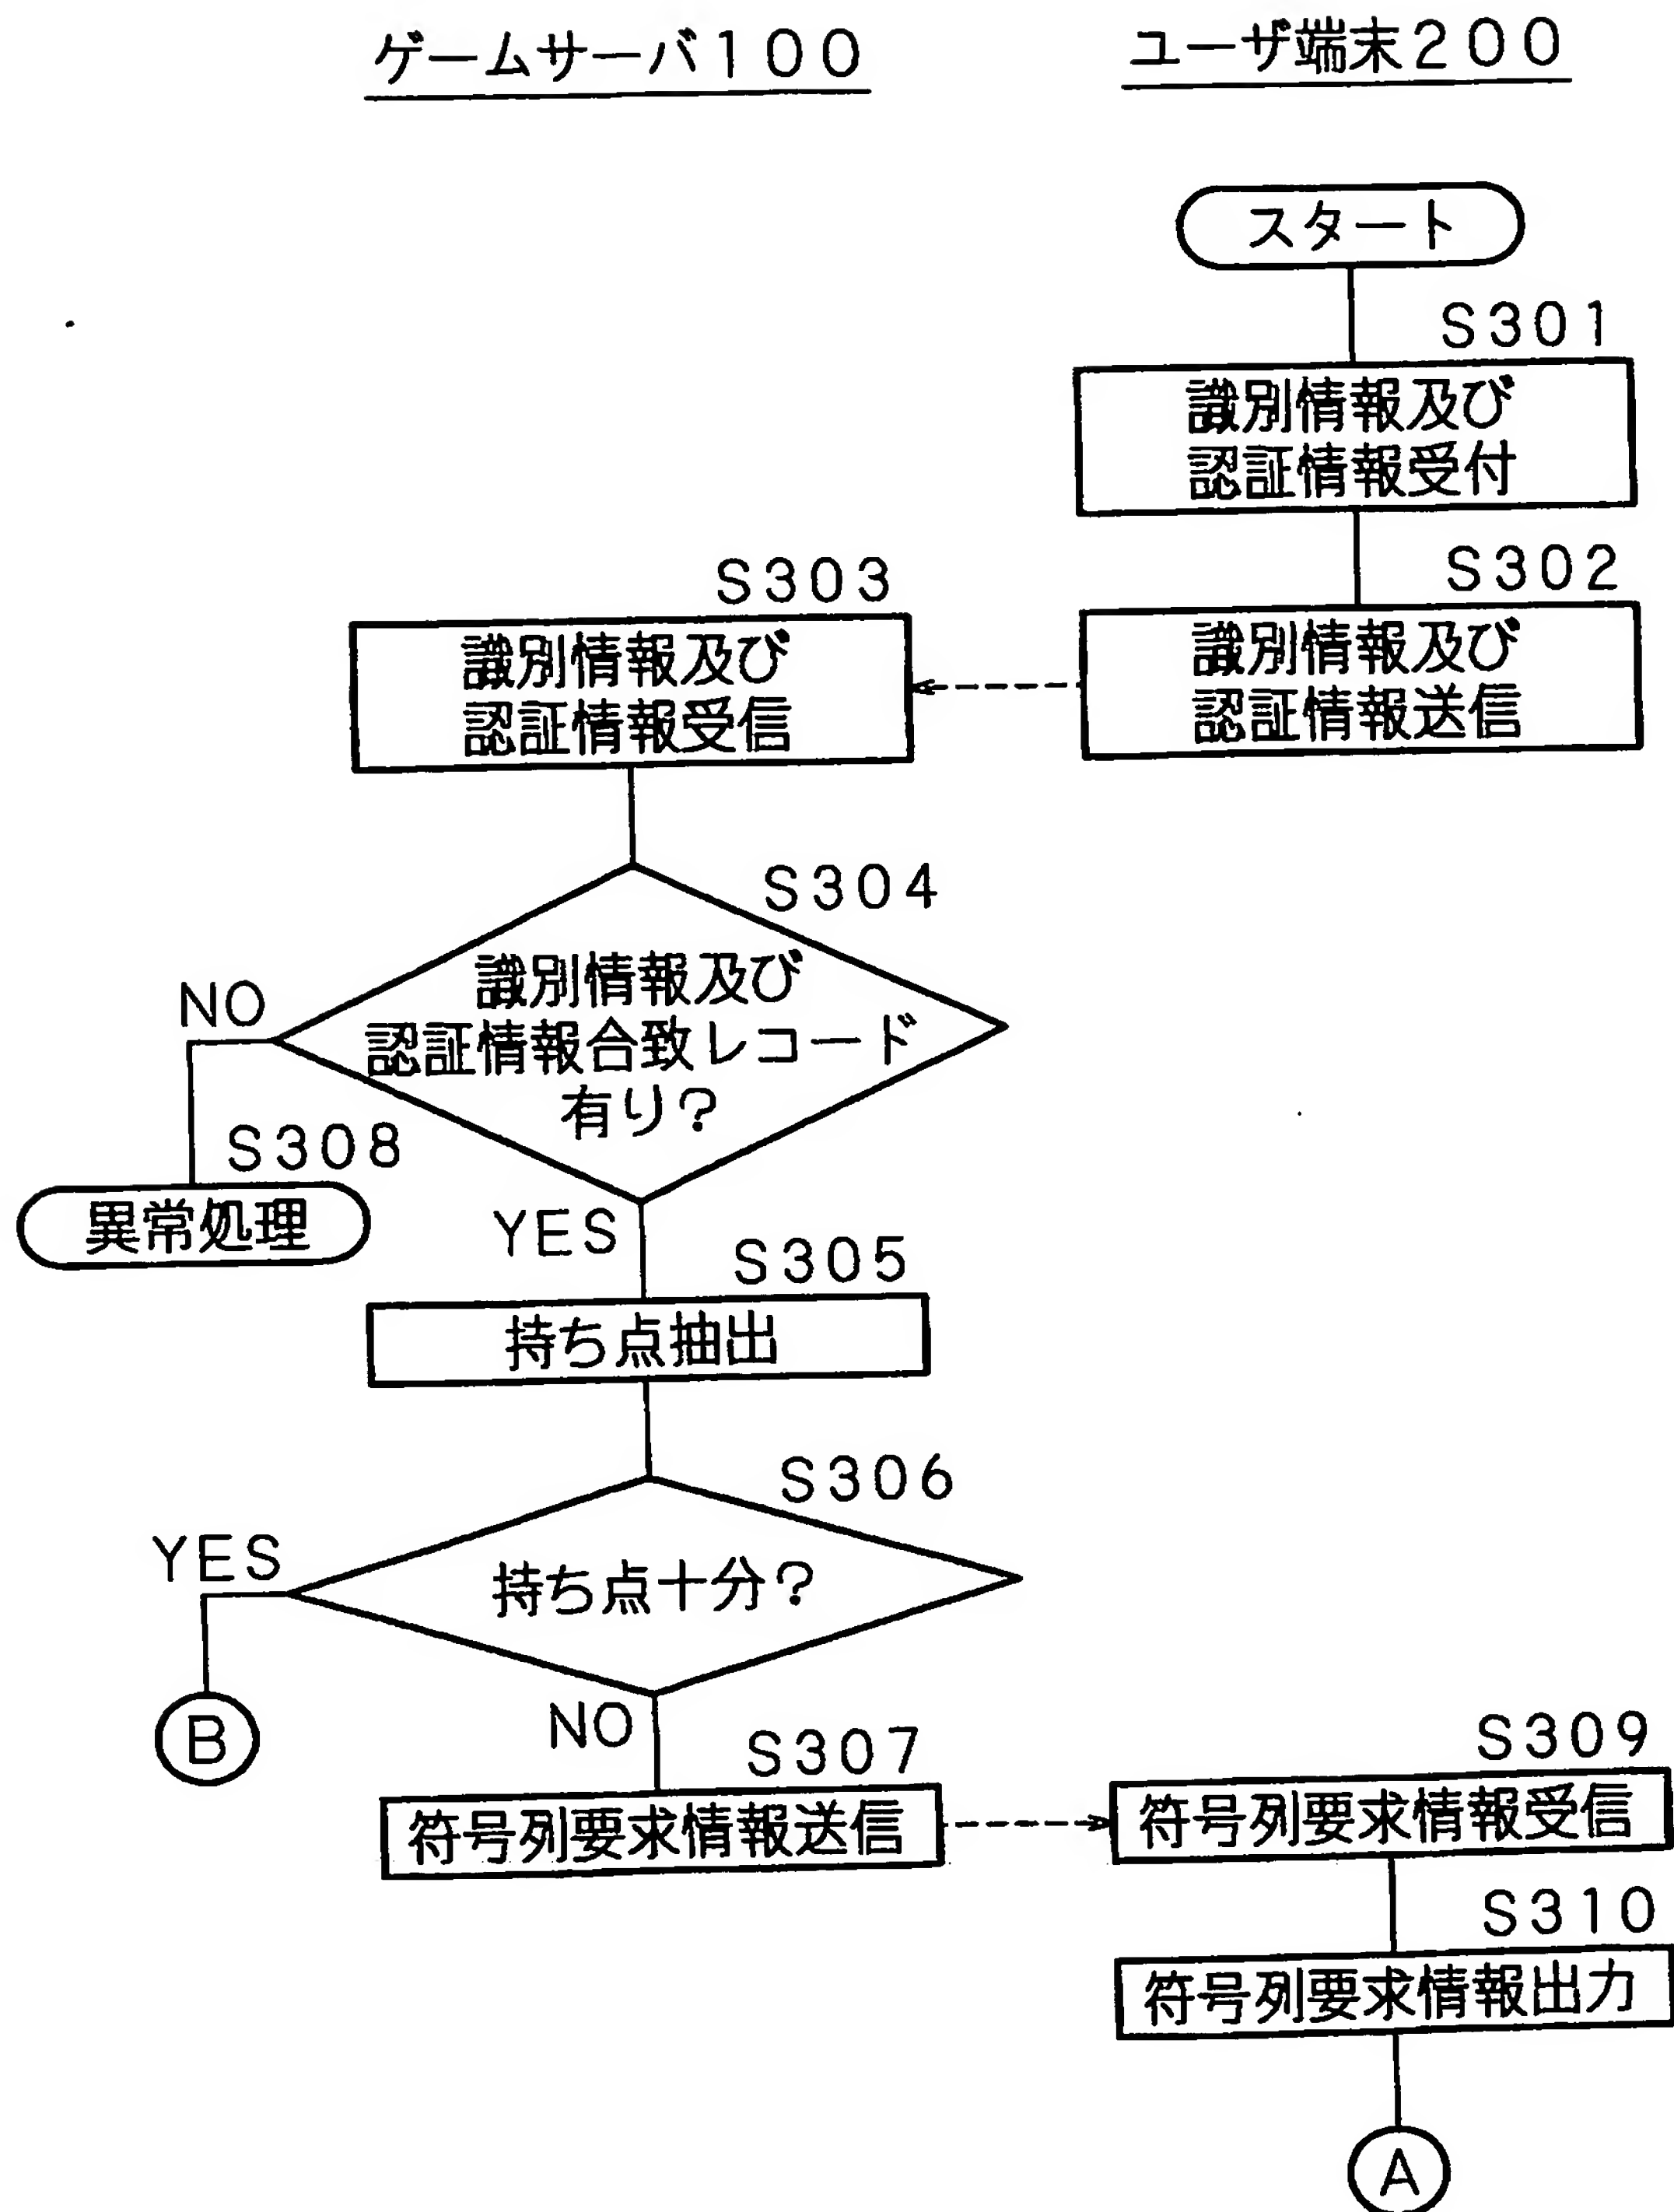 ゲームサーバ100
ユーザ端末200
スタート
S301
識別情報及び
認証情報受付
S302
識別情報及び
認証情報送信
S303
識別情報及び
認証情報受信
S304
識別情報及び
認証情報合致レコード
有り?
NO
S308
異常処理
YES
S305
持ち点抽出
S306
持ち点十分?
YES
B
NO
S307
符号列要求情報送信
S309
符号列要求情報受信
S310
符号列要求情報出力
A